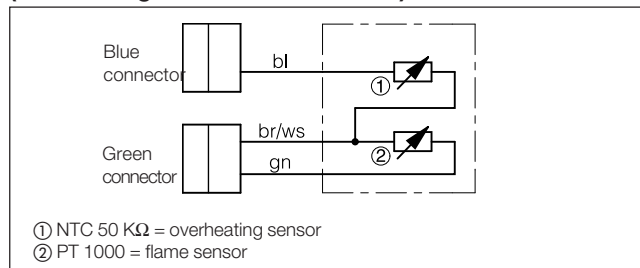 Blue
connector
bl
①
br/ws
Green
connector
gn
②
① NTC 50 KΩ = overheating sensor
② PT 1000 = flame sensor